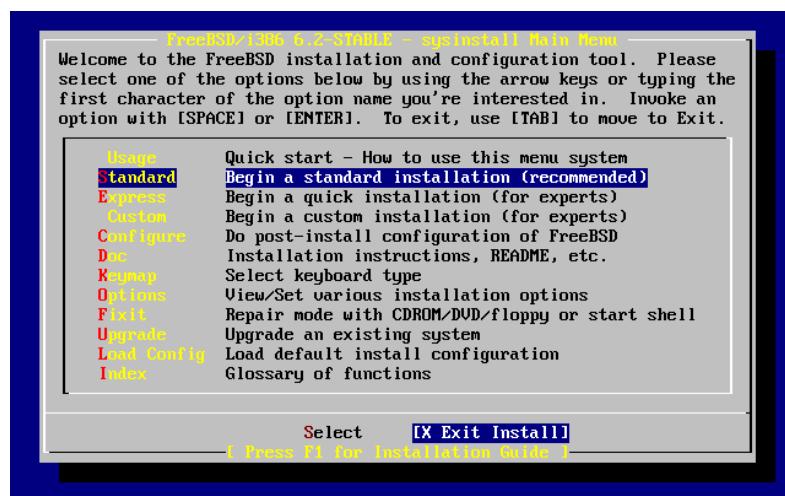 FreeBSD/i386 6.2-STABLE - sysinstall Main Menu
Welcome to the FreeBSD installation and configuration tool. Please
select one of the options below by using the arrow keys or typing the
first character of the option name you're interested in. Invoke an
option with [SPACE] or [ENTER]. To exit, use [TAB] to move to Exit.
Usage Quick start - How to use this menu system
Standard Begin a standard installation (recommended)
Express Begin a quick installation (for experts)
Custom Begin a custom installation (for experts)
Configure Do post-install configuration of FreeBSD
Doc Installation instructions, README, etc.
Keymap Select keyboard type
Options View/Set various installation options
Fixit Repair mode with CDROM/DVD/floppy or start shell
Upgrade Upgrade an existing system
Load Config Load default install configuration
Index Glossary of functions
Select [X Exit Install]
[ Press F1 for Installation Guide ]